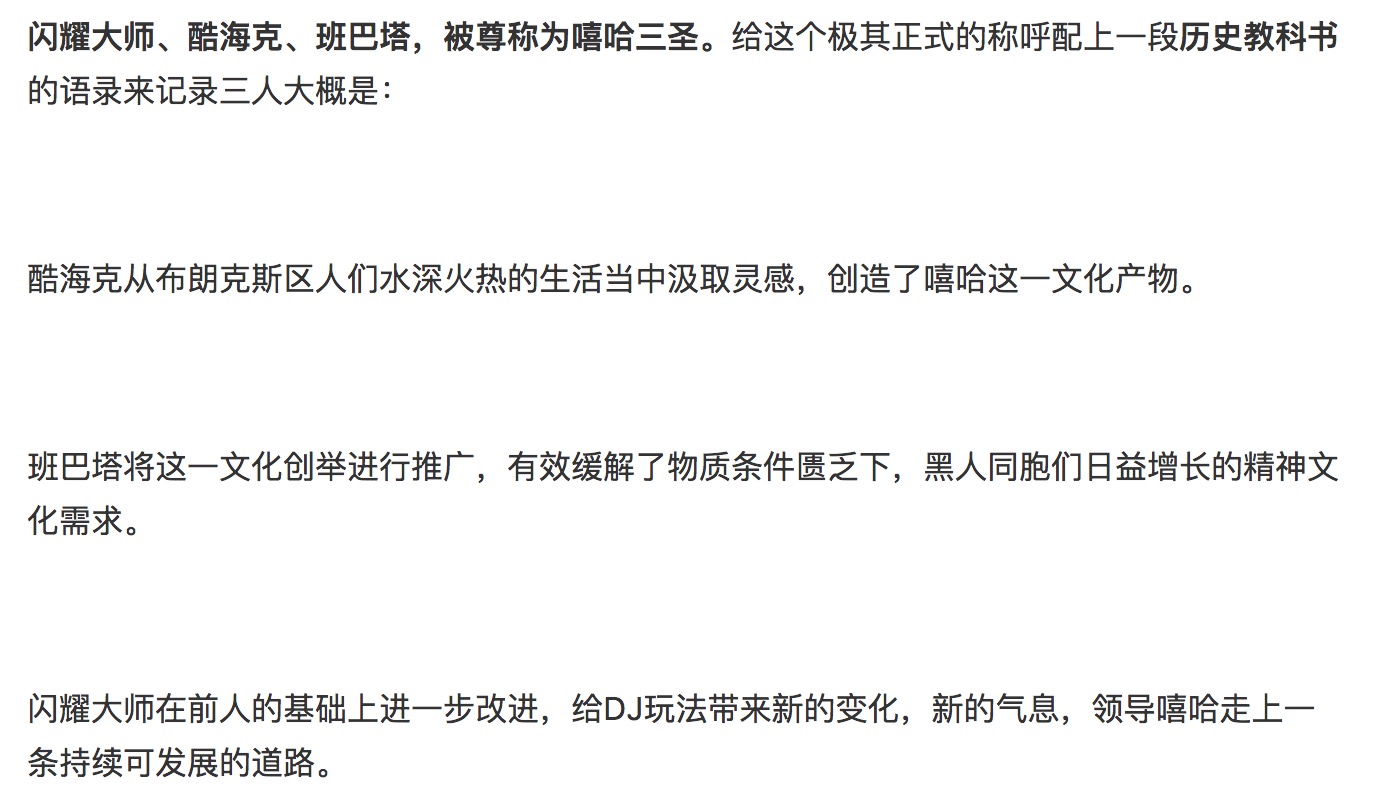 闪耀大师、酷海克、班巴塔，被尊称为嘻哈三圣。给这个极其正式的称呼配上一段历史教科书
的语录来记录三人大概是：
酷海克从布朗克斯区人们水深火热的生活当中汲取灵感，创造了嘻哈这一文化产物。
班巴塔将这一文化创举进行推广，有效缓解了物质条件匮乏下，黑人同胞们日益增长的精神文
化需求。
闪耀大师在前人的基础上进一步改进，给DJ玩法带来新的变化，新的气息，领导嘻哈走上一
条持续可发展的道路。